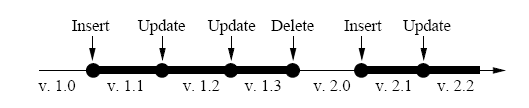 Insert Update Update Delete Insert Update
v. 1.0 v. 1.1 v. 1.2 v. 1.3 v. 2.0 v. 2.1 v. 2.2